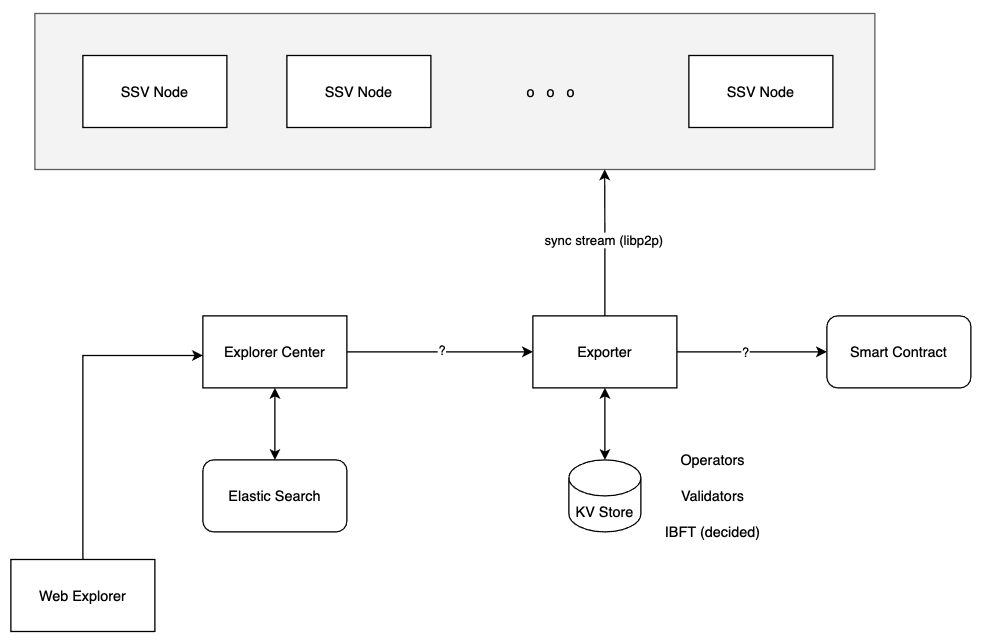 SSV Node
SSV Node
o o o
SSV Node
sync stream (libp2p)
Explorer Center
?
Exporter
?
Smart Contract
Elastic Search
KV Store
Operators
Validators
IBFT (decided)
Web Explorer